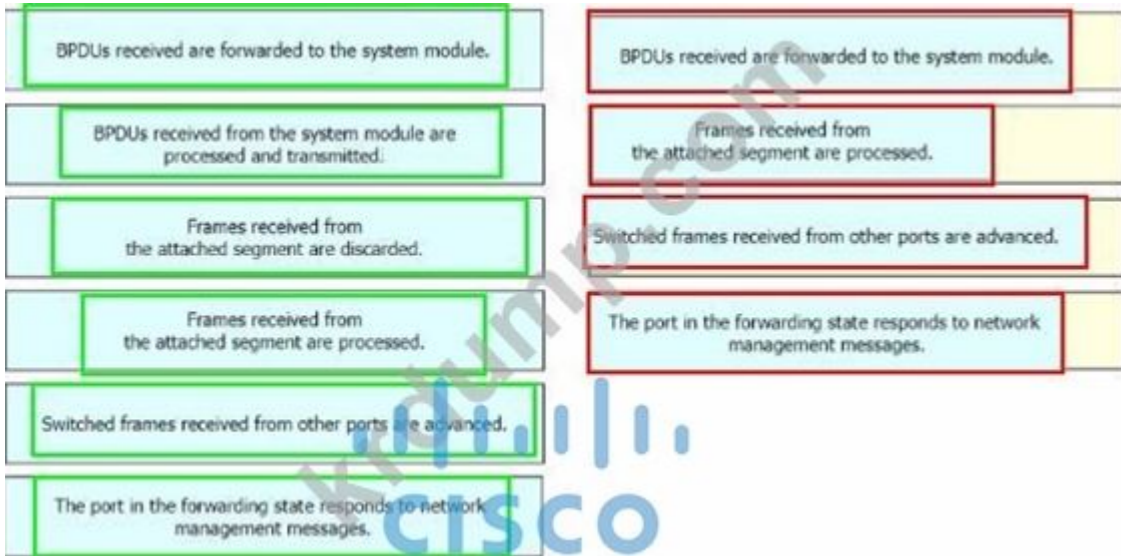 BPDUs received are forwarded to the system module.
BPDUs received from the system module are
processed and transmitted.
Frames received from
the attached segment are discarded.
Frames received from
the attached segment are processed.
Switched frames received from other ports are advanced.
The port in the forwarding state responds to network
management messages.
BPDUs received are forwarded to the system module.
Frames received from
the attached segment are processed.
Switched frames received from other ports are advanced.
The port in the forwarding state responds to network
management messages.
krdump.com
CISCO